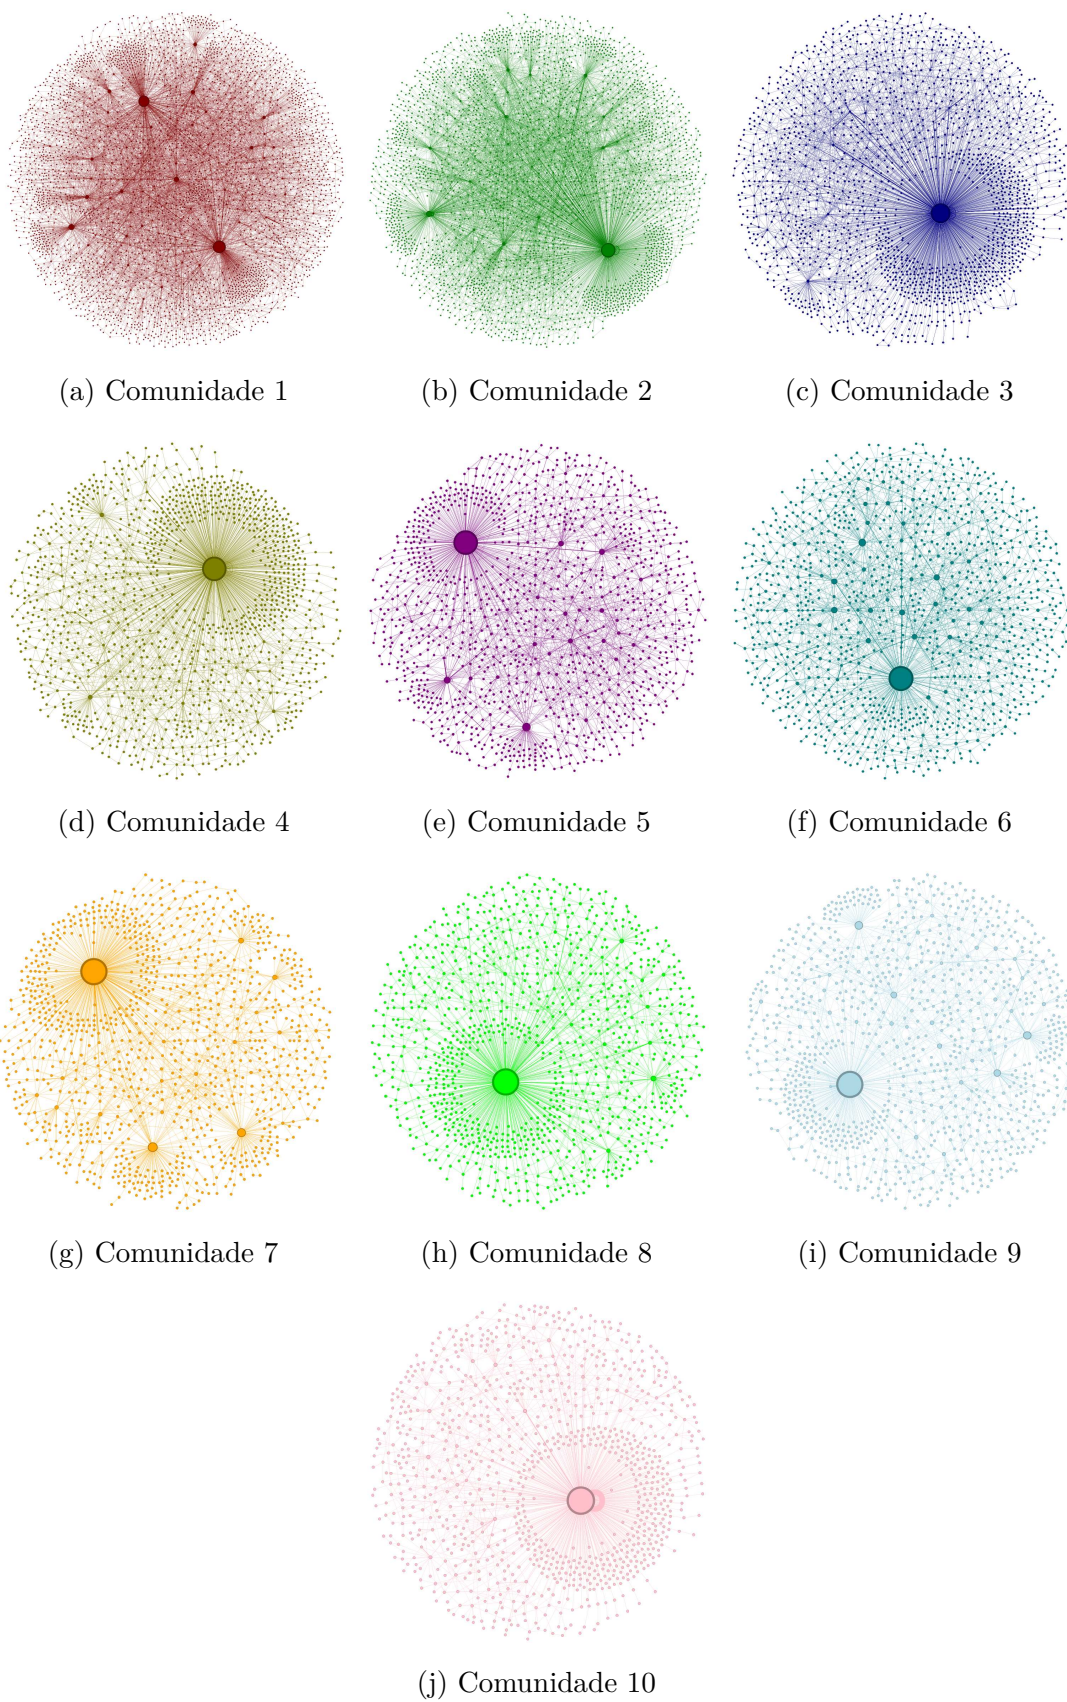 (a) Comunidade 1
(b) Comunidade 2
(c) Comunidade 3
(d) Comunidade 4
(e) Comunidade 5
(f) Comunidade 6
(g) Comunidade 7
(h) Comunidade 8
(i) Comunidade 9
(j) Comunidade 10